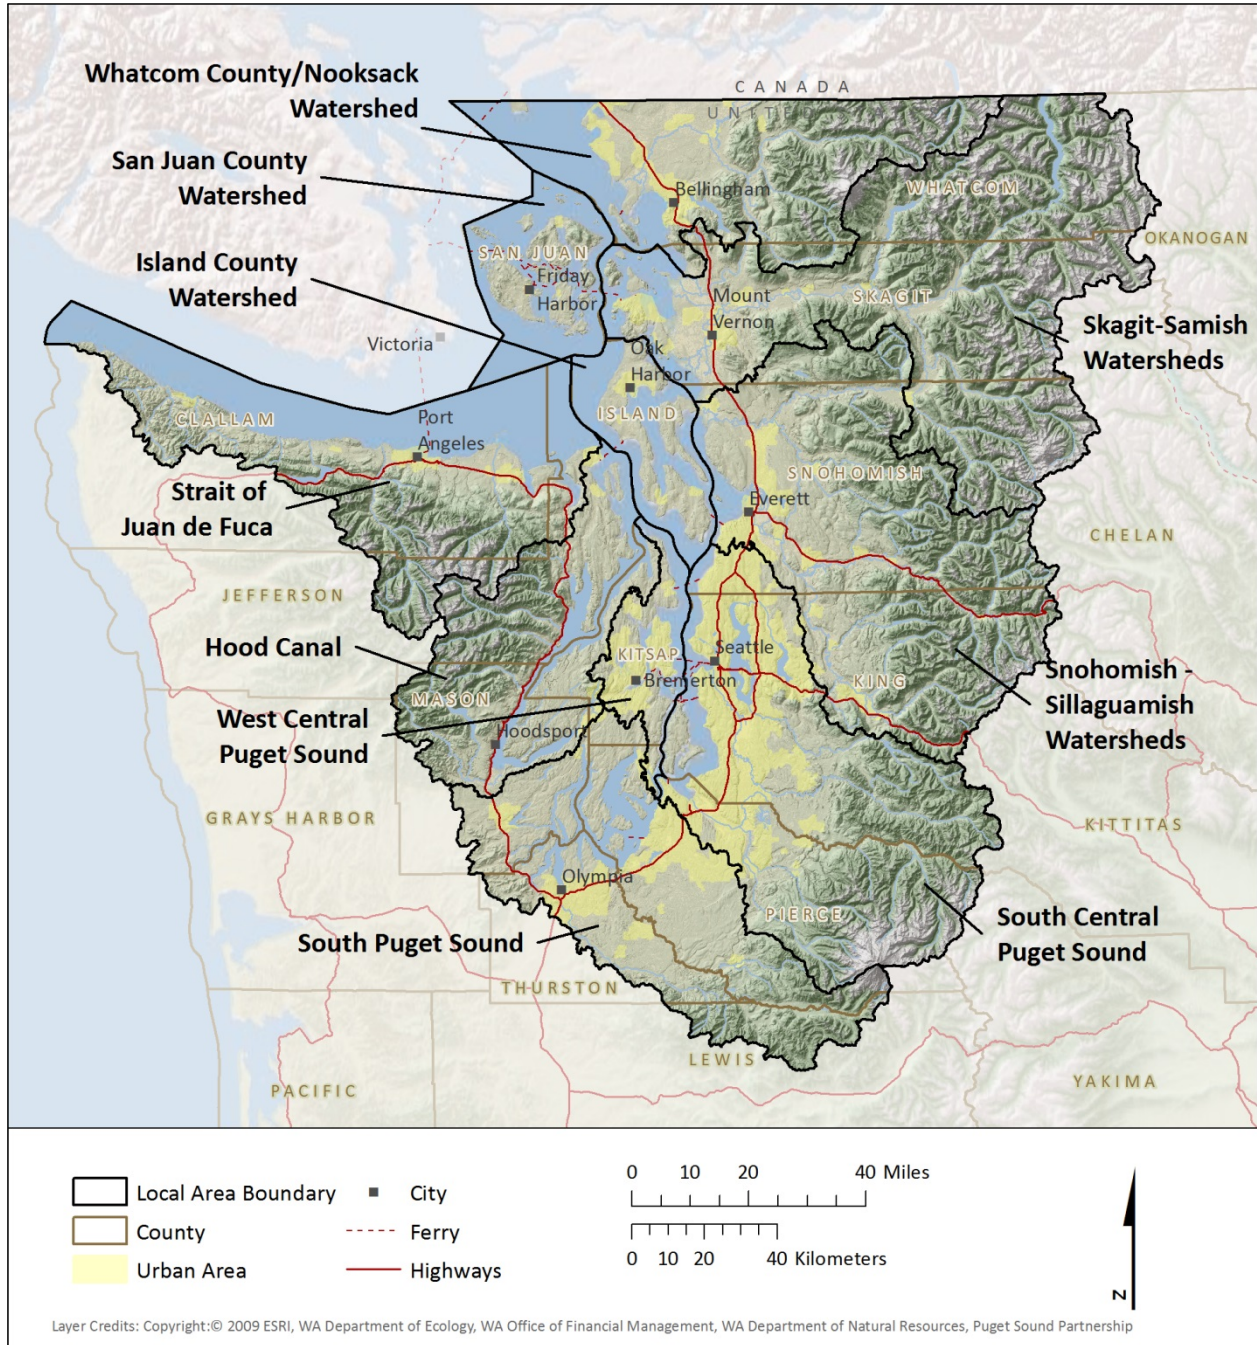 Whatcom County/Nooksack
Watershed
CANADA
UNITED
San Juan County
Watershed
Bellingham
WHATCOM
OKANOGAN
Island County
Watershed
SAN JUAN
Friday
Harbor
Mount
Vernon
SKAGIT
Skagit-Samish
Watersheds
Victoria
Oak
Harbor
ISLAND
CLALLAM
Port
Angeles
Strait of
Juan de Fuca
SNOHOMISH
Everett
CHELAN
JEFFERSON
Hood Canal
KITSAP
Seattle
Bremerton
KING
Snohomish -
Sillaguamish
Watersheds
MASON
West Central
Puget Sound
Hoodsport
GRAYS HARBOR
KITTITAS
Olympia
PIERCE
South Puget Sound
South Central
Puget Sound
THURSTON
LEWIS
PACIFIC
YAKIMA
Local Area Boundary
County
Urban Area
City
Ferry
Highways
0 10 20 40 Miles
0 10 20 40 Kilometers
N
Layer Credits: Copyright:© 2009 ESRI, WA Department of Ecology, WA Office of Financial Management, WA Department of Natural Resources, Puget Sound Partnership